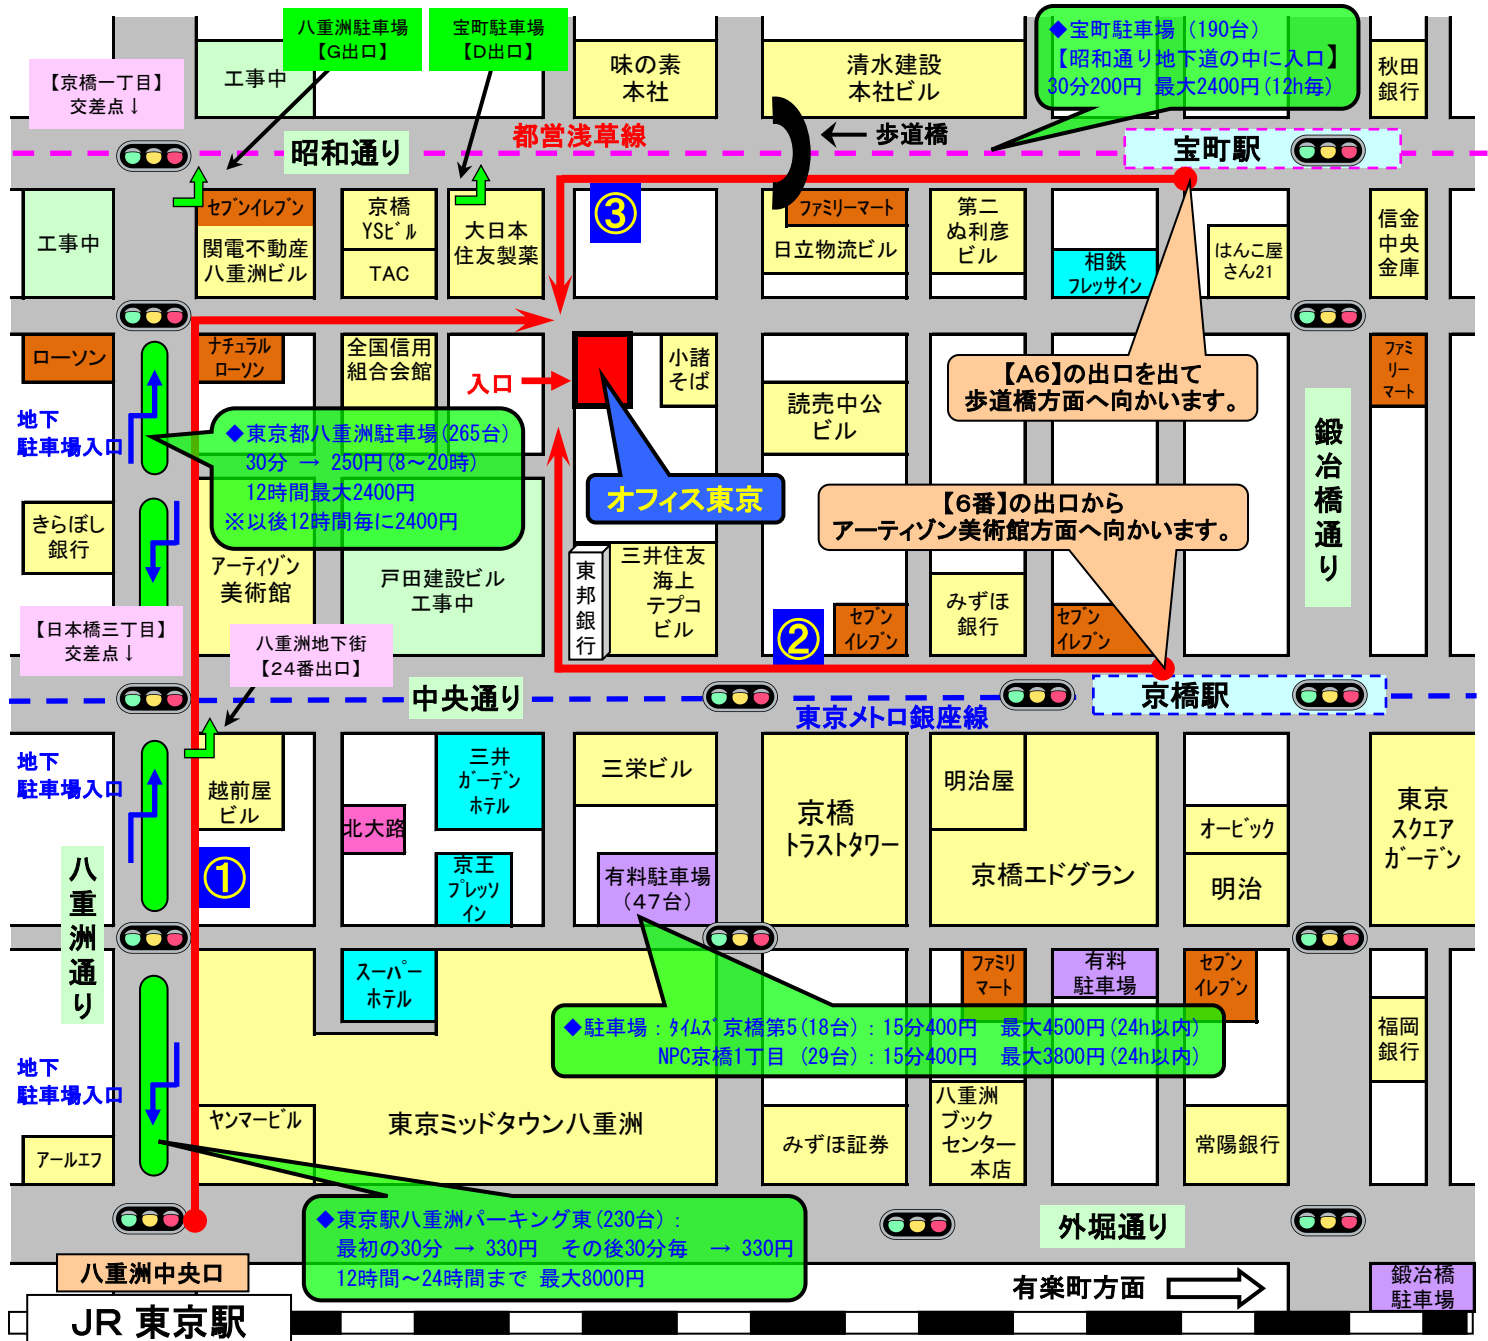 八重洲駐車場
【G出口】
宝町駐車場
【D出口】
◆宝町駐車場（190台）
【昭和通り地下道の中に入口】
30分200円 最大2400円(12h毎)
【京橋一丁目】
交差点↓
工事中
味の素
本社
清水建設
本社ビル
秋田
銀行
昭和通り
都営浅草線
← 歩道橋
宝町駅
工事中
セブンイレブン
関電不動産
八重洲ビル
京橋
YSビル
TAC
大日本
住友製薬
③
ファミリーマート
日立物流ビル
第二
ぬ利彦
ビル
相鉄
フレッサイン
はんこ屋
さん21
信金
中央
金庫
ローソン
ナチュラル
ローソン
全国信用
組合会館
入口
小諸
そば
読売中公
ビル
【A6】の出口を出て
歩道橋方面へ向かいます。
ファミ
リー
マート
地下
駐車場入口
◆東京都八重洲駐車場(265台)
30分 → 250円(8～20時)
12時間最大2400円
※以後12時間毎に2400円
オフィス東京
【6番】の出口から
アーティゾン美術館方面へ向かいます。
鍛冶橋通り
きらぼし
銀行
アーティゾン
美術館
戸田建設ビル
工事中
東邦銀行
三井住友
海上
テプコ
ビル
②
セブン
イレブン
みずほ
銀行
セブン
イレブン
【日本橋三丁目】
交差点↓
八重洲地下街
【24番出口】
中央通り
東京メトロ銀座線
京橋駅
地下
駐車場入口
越前屋
ビル
三井
ガーデン
ホテル
北大路
京王
プレッソ
イン
三栄ビル
有料駐車場
（47台）
京橋
トラストタワー
明治屋
京橋エドグラン
オービック
明治
東京
スクエア
ガーデン
①
八重洲通り
スーパー
ホテル
ファミリ
マート
有料
駐車場
セブン
イレブン
◆駐車場：タイムズ京橋第5(18台)：15分400円 最大4500円(24h以内)
NPC京橋1丁目 (29台)：15分400円 最大3800円(24h以内)
福岡
銀行
地下
駐車場入口
アールエフ
ヤンマービル
東京ミッドタウン八重洲
みずほ証券
八重洲
ブック
センター
本店
常陽銀行
◆東京駅八重洲パーキング東(230台)：
最初の30分 → 330円 その後30分毎 → 330円
12時間～24時間まで 最大8000円
外堀通り
八重洲中央口
JR 東京駅
有楽町方面
鍛冶橋
駐車場